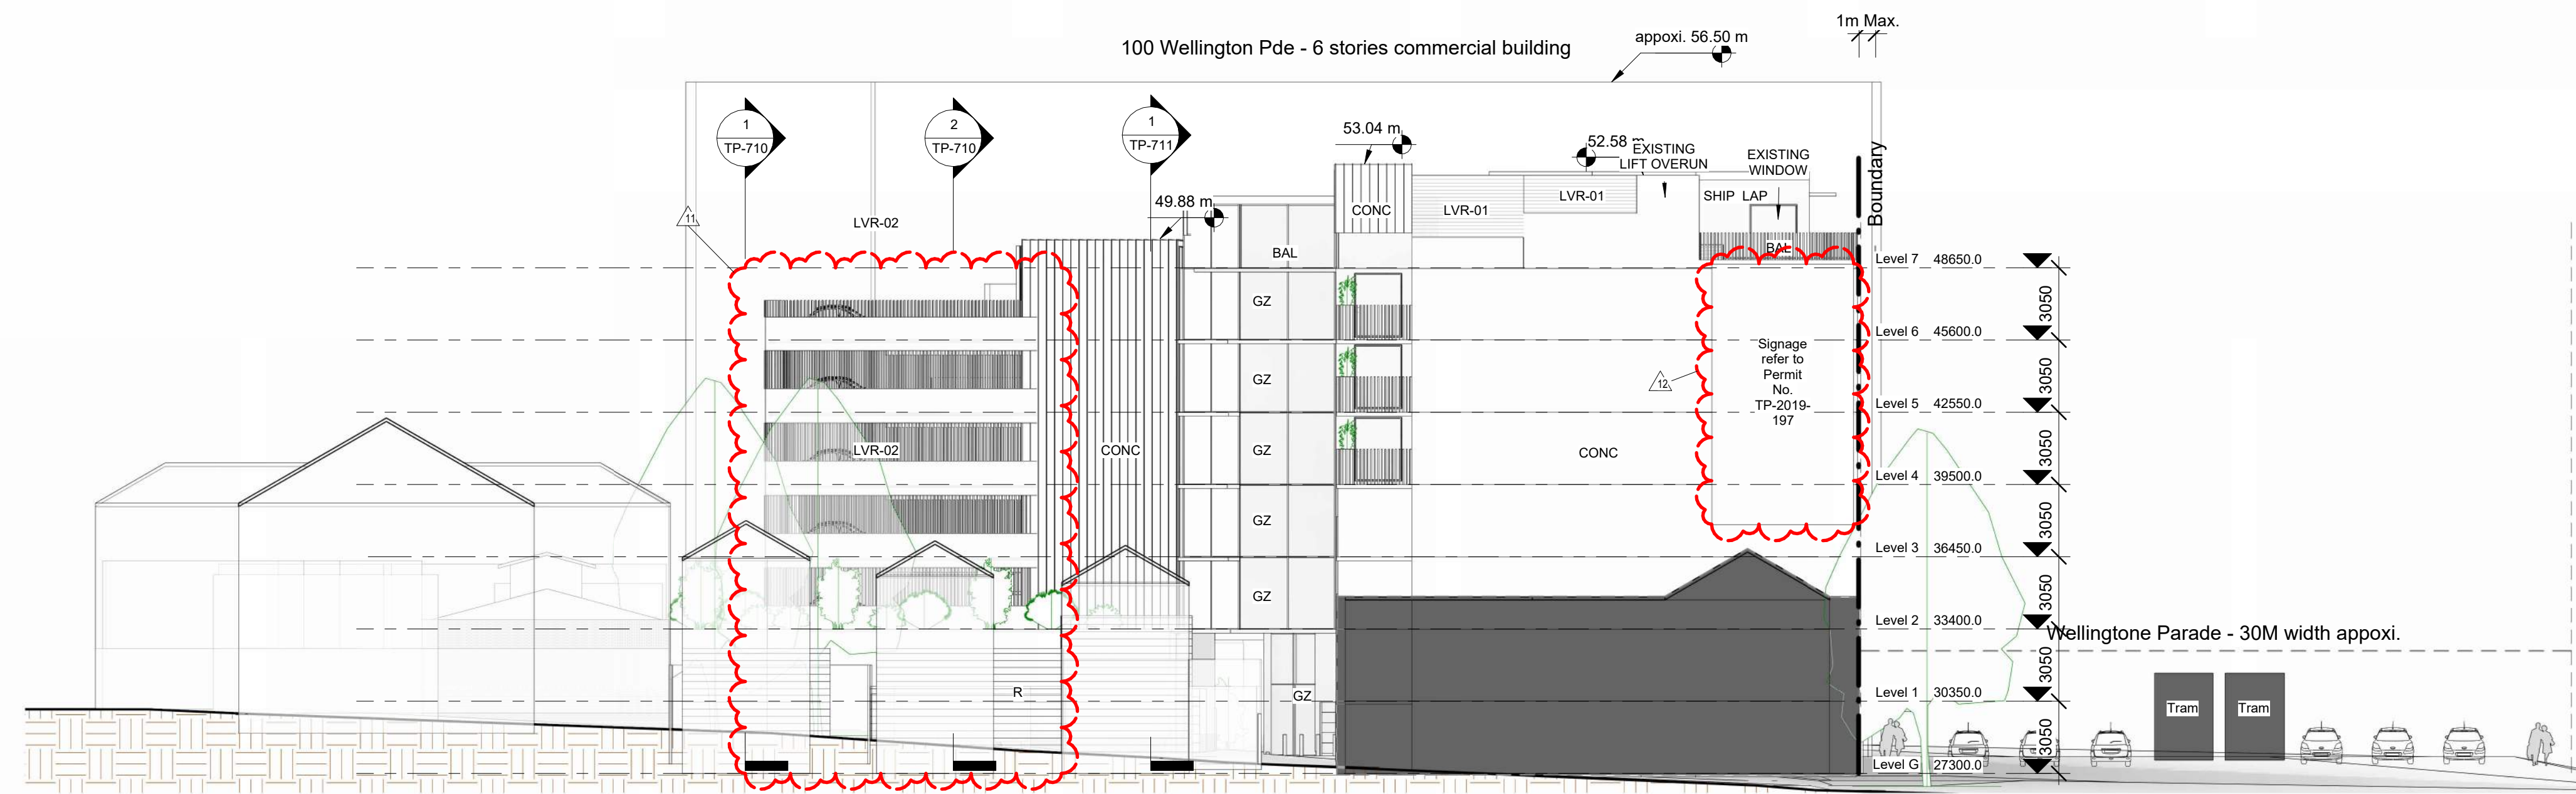 1m Max.
100 Wellington Pde - 6 stories commercial building
appoxi. 56.50 m
1
TP-710
2
TP-710
1
TP-711
53.04 m
52.58 m
EXISTING
LIFT OVERUN
EXISTING
WINDOW
Boundary
49.88 m
11
LVR-02
CONC
LVR-01
LVR-01
SHIP LAP
BAL
BAL
Level 7 48650.0
GZ
3050
Level 6 45600.0
Signage
refer to
Permit
No.
TP-2019-
197
12
GZ
3050
Level 5 42550.0
LVR-02
CONC
GZ
CONC
3050
Level 4 39500.0
GZ
3050
Level 3 36450.0
GZ
3050
Level 2 33400.0
Wellingtone Parade - 30M width appoxi.
3050
R
GZ
Level 1 30350.0
Tram
Tram
3050
Level G 27300.0